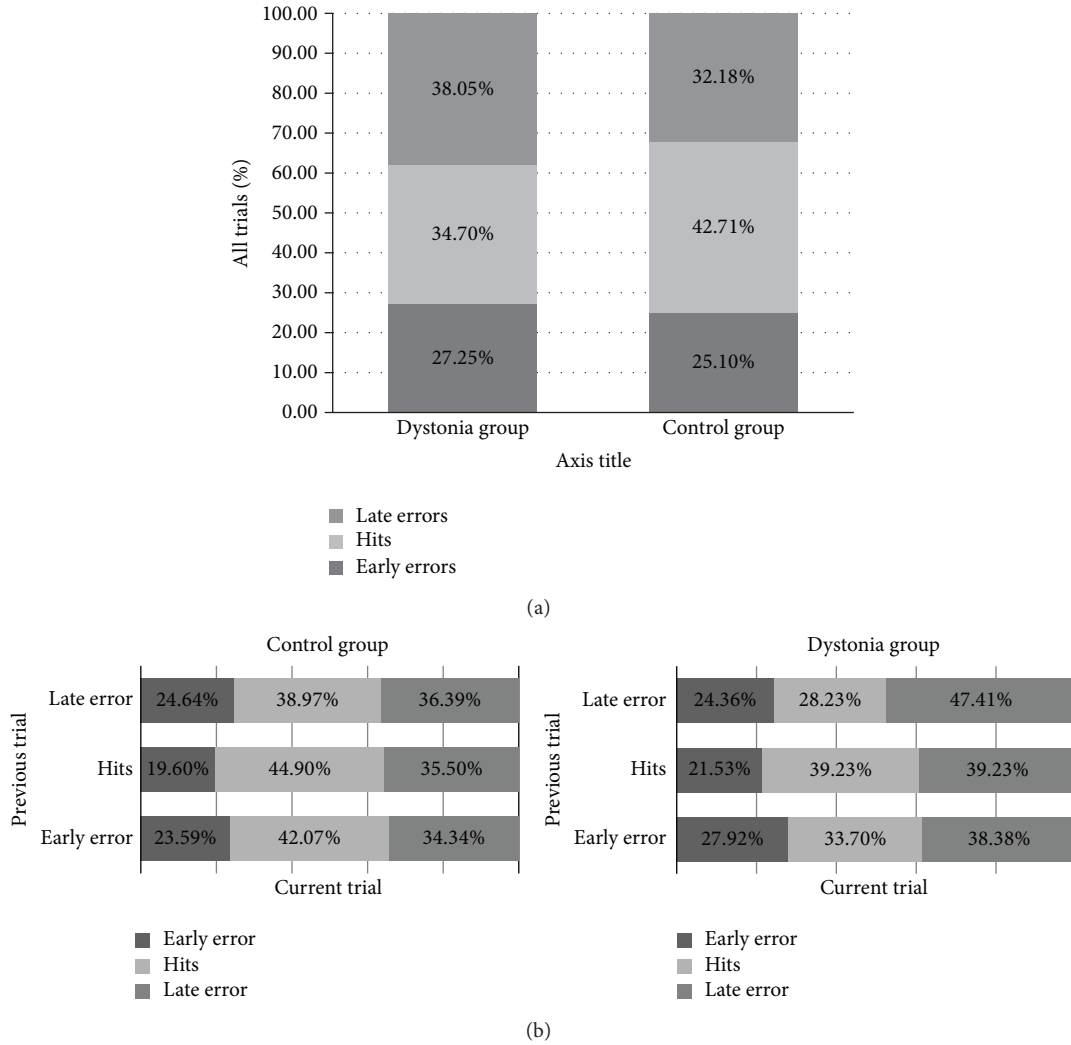 100.00
90.00
80.00
70.00
60.00
50.00
40.00
30.00
20.00
10.00
0.00
All trials (%)
38.05%
34.70%
27.25%
32.18%
42.71%
25.10%
Dystonia group
Control group
Axis title
Late errors
Hits
Early errors
(a)
Control group
Previous trial
Late error
24.64% 38.97% 36.39%
Hits
19.60% 44.90% 35.50%
Early error
23.59% 42.07% 34.34%
Current trial
Early error
Hits
Late error
Dystonia group
Previous trial
Late error
24.36% 28.23% 47.41%
Hits
21.53% 39.23% 39.23%
Early error
27.92% 33.70% 38.38%
Current trial
Early error
Hits
Late error
(b)